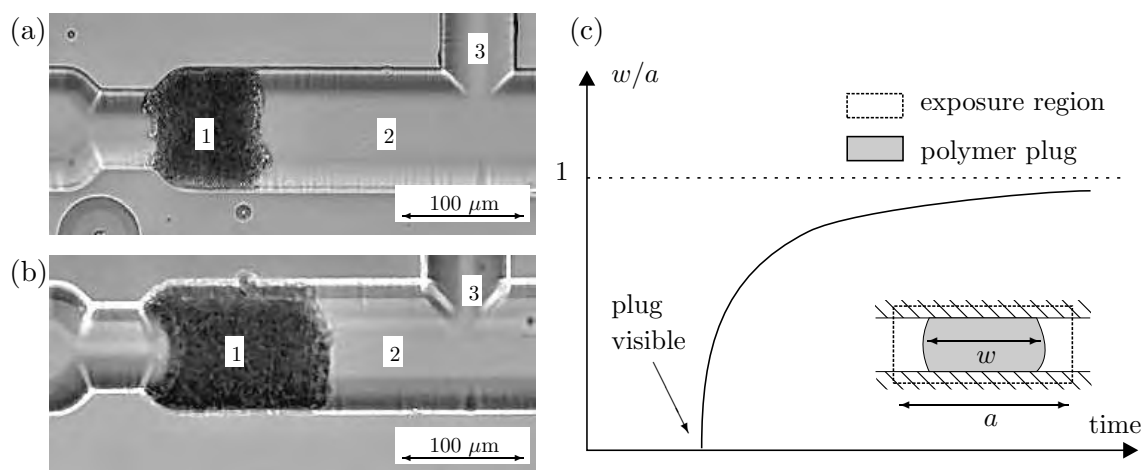 (a)
3
1
2
100 μm
(b)
3
1
2
100 μm
(c)
w/a
exposure region
polymer plug
1
plug
visible
w
a
time